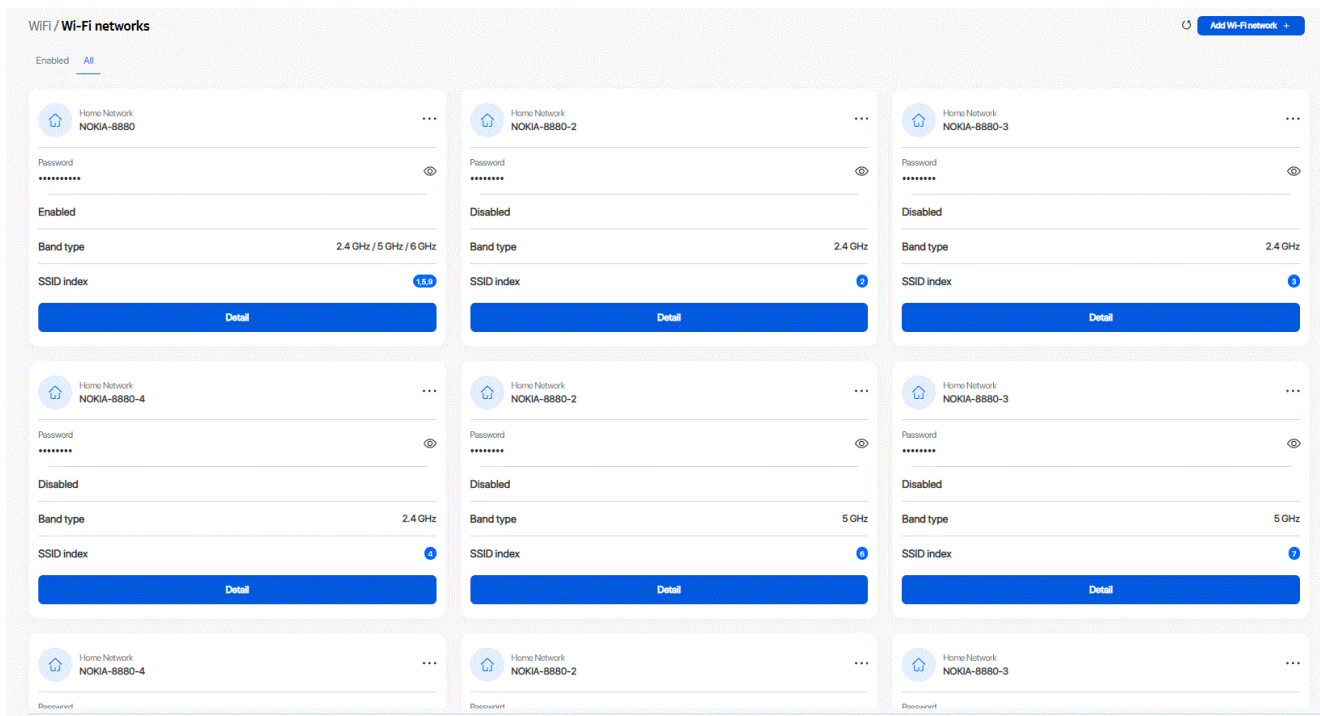 WiFi / Wi-Fi networks
Add Wi-Fi network +
Enabled All
Home Network
NOKIA-8880
Password
••••••••••
Enabled
Band type 2.4 GHz / 5 GHz / 6 GHz
SSID index 1,5,9
Detail
Home Network
NOKIA-8880-2
Password
••••••••
Disabled
Band type 2.4 GHz
SSID index 2
Detail
Home Network
NOKIA-8880-3
Password
••••••••
Disabled
Band type 2.4 GHz
SSID index 3
Detail
Home Network
NOKIA-8880-4
Password
••••••••
Disabled
Band type 2.4 GHz
SSID index 4
Detail
Home Network
NOKIA-8880-2
Password
••••••••
Disabled
Band type 5 GHz
SSID index 6
Detail
Home Network
NOKIA-8880-3
Password
••••••••
Disabled
Band type 5 GHz
SSID index 7
Detail
Home Network
NOKIA-8880-4
Password
Home Network
NOKIA-8880-2
Password
Home Network
NOKIA-8880-3
Password